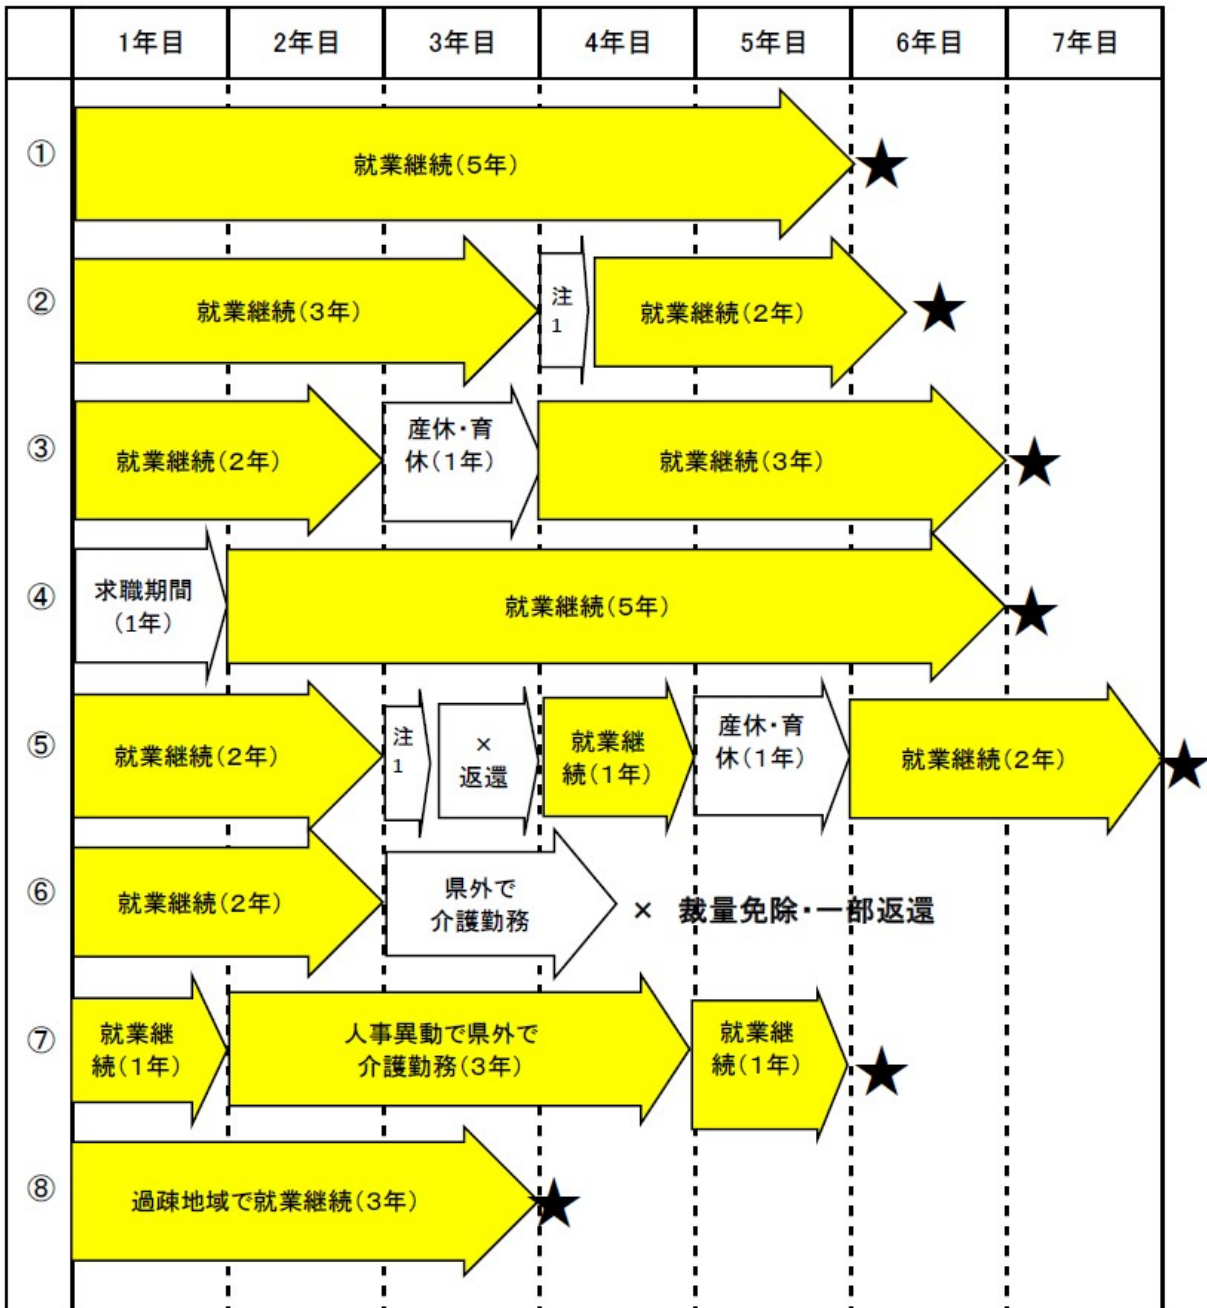 1年目 2年目 3年目 4年目 5年目 6年目 7年目
①
就業継続(5年)
★
②
就業継続(3年)
注
1
就業継続(2年)
★
③
就業継続(2年)
産休・育
休(1年)
就業継続(3年)
★
④
求職期間
(1年)
就業継続(5年)
★
⑤
就業継続(2年)
注
1
×
返還
就業継
続(1年)
産休・育
休(1年)
就業継続(2年)
★
⑥
就業継続(2年)
県外で
介護勤務
× 裁量免除・一部返還
⑦
就業継
続(1年)
人事異動で県外で
介護勤務(3年)
就業継
続(1年)
★
⑧
過疎地域で就業継続(3年)
★